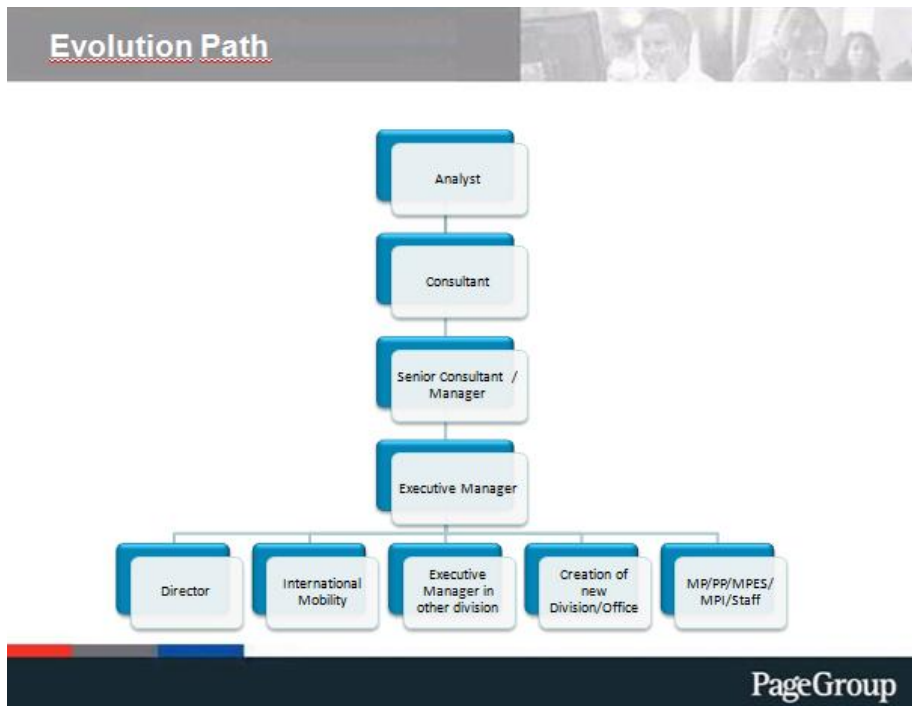 Evolution Path
Analyst
Consultant
Senior Consultant /
Manager
Executive Manager
Director
International
Mobility
Executive
Manager in
other division
Creation of
new
Division/Office
MP/PP/MPES/
MPI/Staff
PageGroup